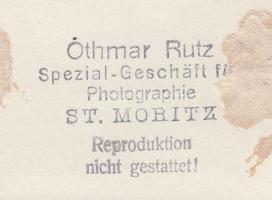 Othmar Rutz
Spezial-Geschäft f/
Photographie
ST. MORITZ
Reproduktion
nicht gestattet!